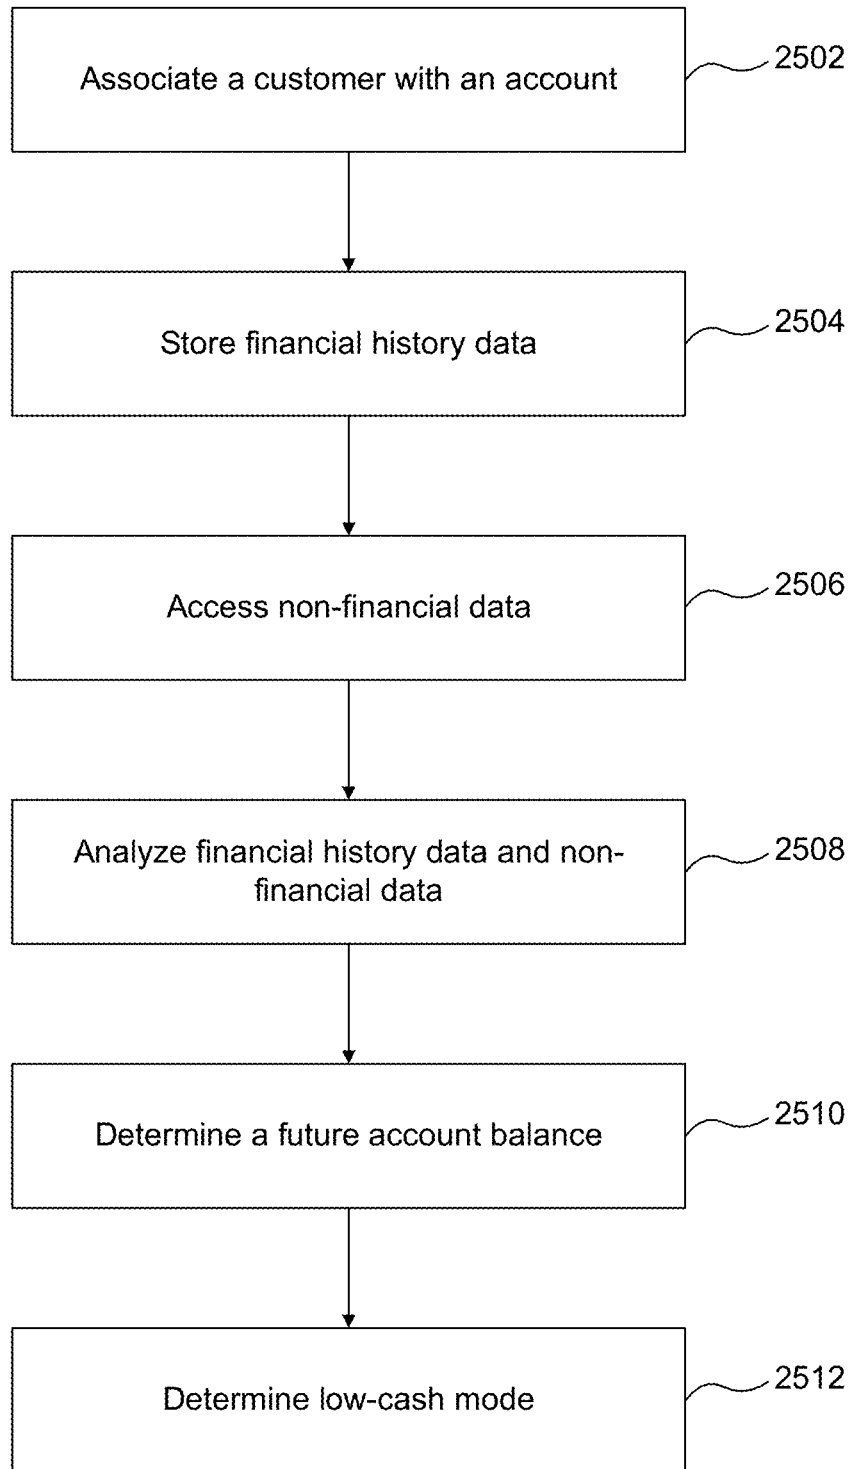 Associate a customer with an account
2502
Store financial history data
2504
Access non-financial data
2506
Analyze financial history data and non-
financial data
2508
Determine a future account balance
2510
Determine low-cash mode
2512